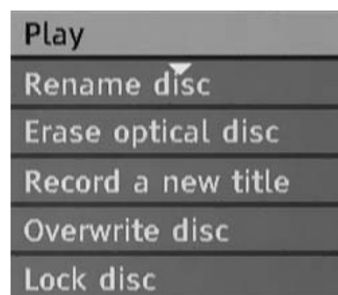 Play
Rename disc
Erase optical disc
Record a new title
Overwrite disc
Lock disc